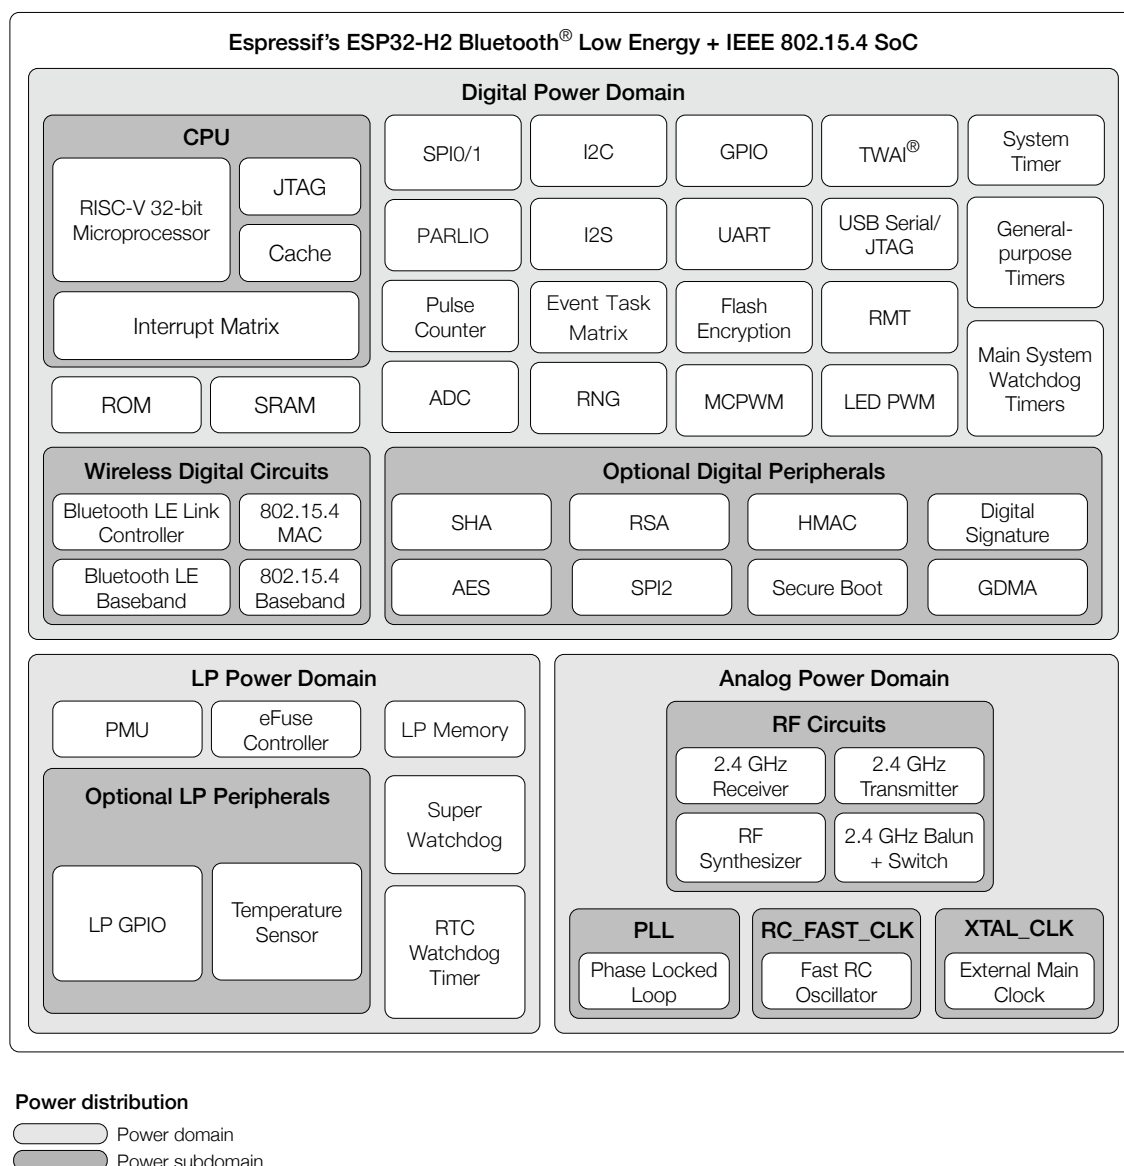 Espressif's ESP32-H2 Bluetooth® Low Energy + IEEE 802.15.4 SoC
Digital Power Domain
CPU
RISC-V 32-bit
Microprocessor
JTAG
Cache
Interrupt Matrix
ROM
SRAM
SPI0/1
I2C
GPIO
TWAI®
System
Timer
PARLIO
I2S
UART
USB Serial/
JTAG
General-
purpose
Timers
Pulse
Counter
Event Task
Matrix
Flash
Encryption
RMT
Main System
Watchdog
Timers
ADC
RNG
MCPWM
LED PWM
Wireless Digital Circuits
Bluetooth LE Link
Controller
802.15.4
MAC
Bluetooth LE
Baseband
802.15.4
Baseband
Optional Digital Peripherals
SHA
RSA
HMAC
Digital
Signature
AES
SPI2
Secure Boot
GDMA
LP Power Domain
PMU
eFuse
Controller
LP Memory
Optional LP Peripherals
LP GPIO
Temperature
Sensor
Super
Watchdog
RTC
Watchdog
Timer
Analog Power Domain
RF Circuits
2.4 GHz
Receiver
2.4 GHz
Transmitter
RF
Synthesizer
2.4 GHz Balun
+ Switch
PLL
Phase Locked
Loop
RC_FAST_CLK
Fast RC
Oscillator
XTAL_CLK
External Main
Clock
Power distribution
Power domain
Power subdomain